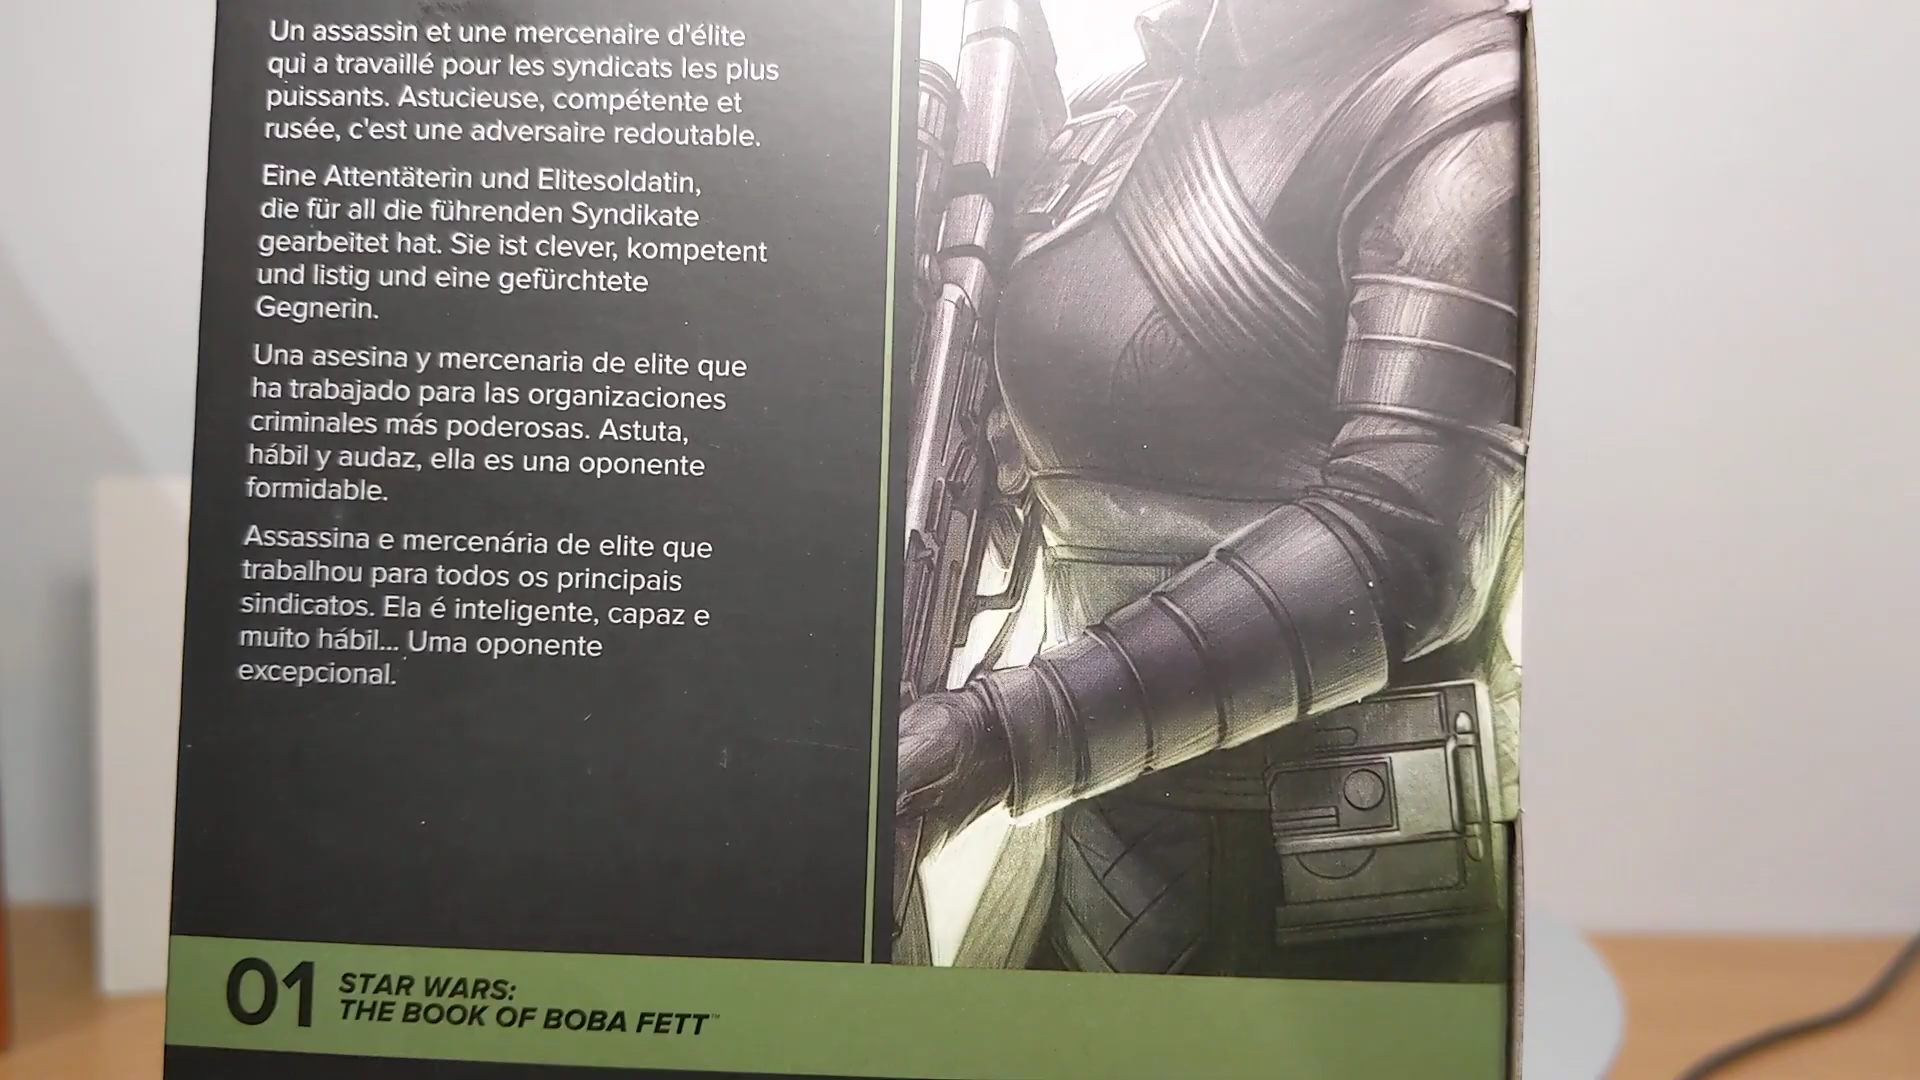 Un assassin et une mercenaire d'élite
qui a travaillé pour les syndicats les plus
puissants. Astucieuse, compétente et
rusée, c'est une adversaire redoutable.
Eine Attentäterin und Elitesoldatin,
die für all die führenden Syndikate
gearbeitet hat. Sie ist clever, kompetent
und listig und eine gefürchtete
Gegnerin.
Una asesina y mercenaria de elite que
ha trabajado para las organizaciones
criminales más poderosas. Astuta,
hábil y audaz, ella es una oponente
formidable.
Assassina e mercenária de elite que
trabalhou para todos os principais
sindicatos. Ela é inteligente, capaz e
muito hábil... Uma oponente
excepcional.
01
STAR WARS:
THE BOOK OF BOBA FETT™